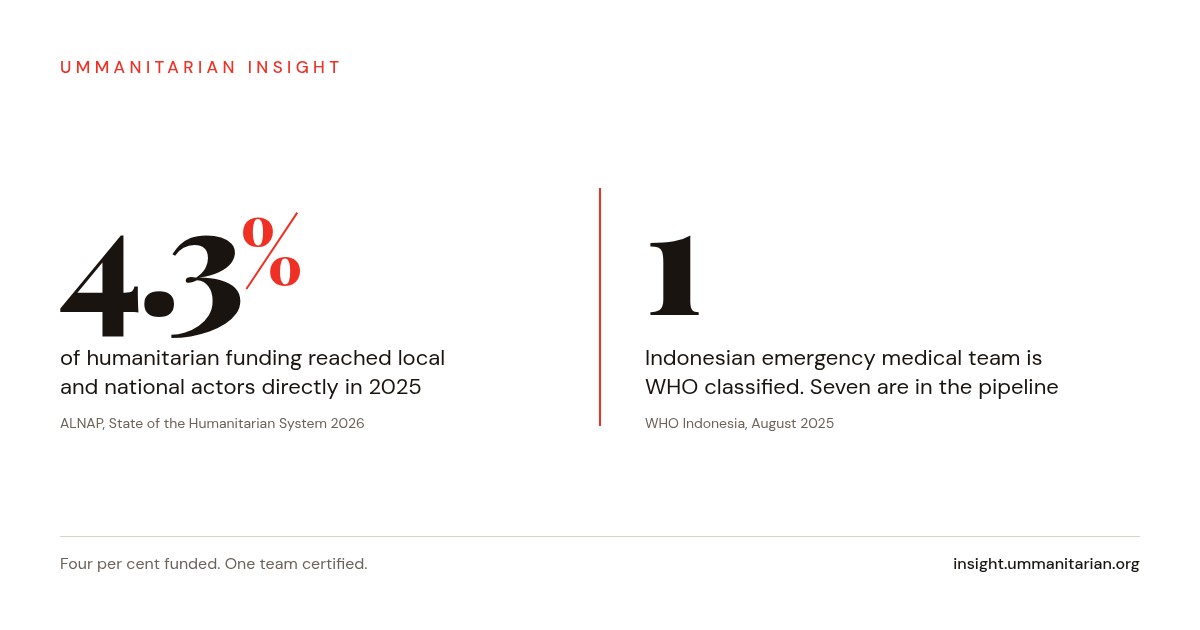 UMMANITARIAN INSIGHT
4.3%
of humanitarian funding reached local
and national actors directly in 2025
ALNAP, State of the Humanitarian System 2026
1
Indonesian emergency medical team is
WHO classified. Seven are in the pipeline
WHO Indonesia, August 2025
Four per cent funded. One team certified.
insight.ummanitarian.org